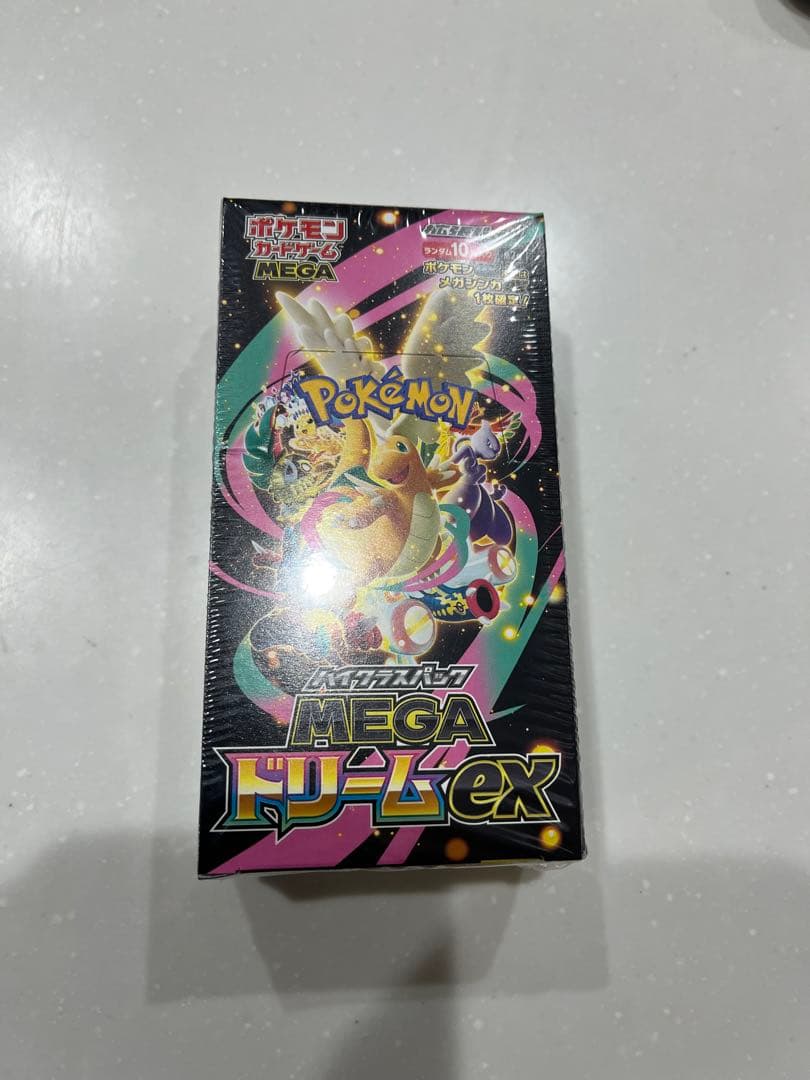 ポケモン
カードゲーム
MEGA
ランダム10
ポケモン
メガシンカ
1枚確定！
POKéMON
ハイクラスパック
MEGA
ドリームex